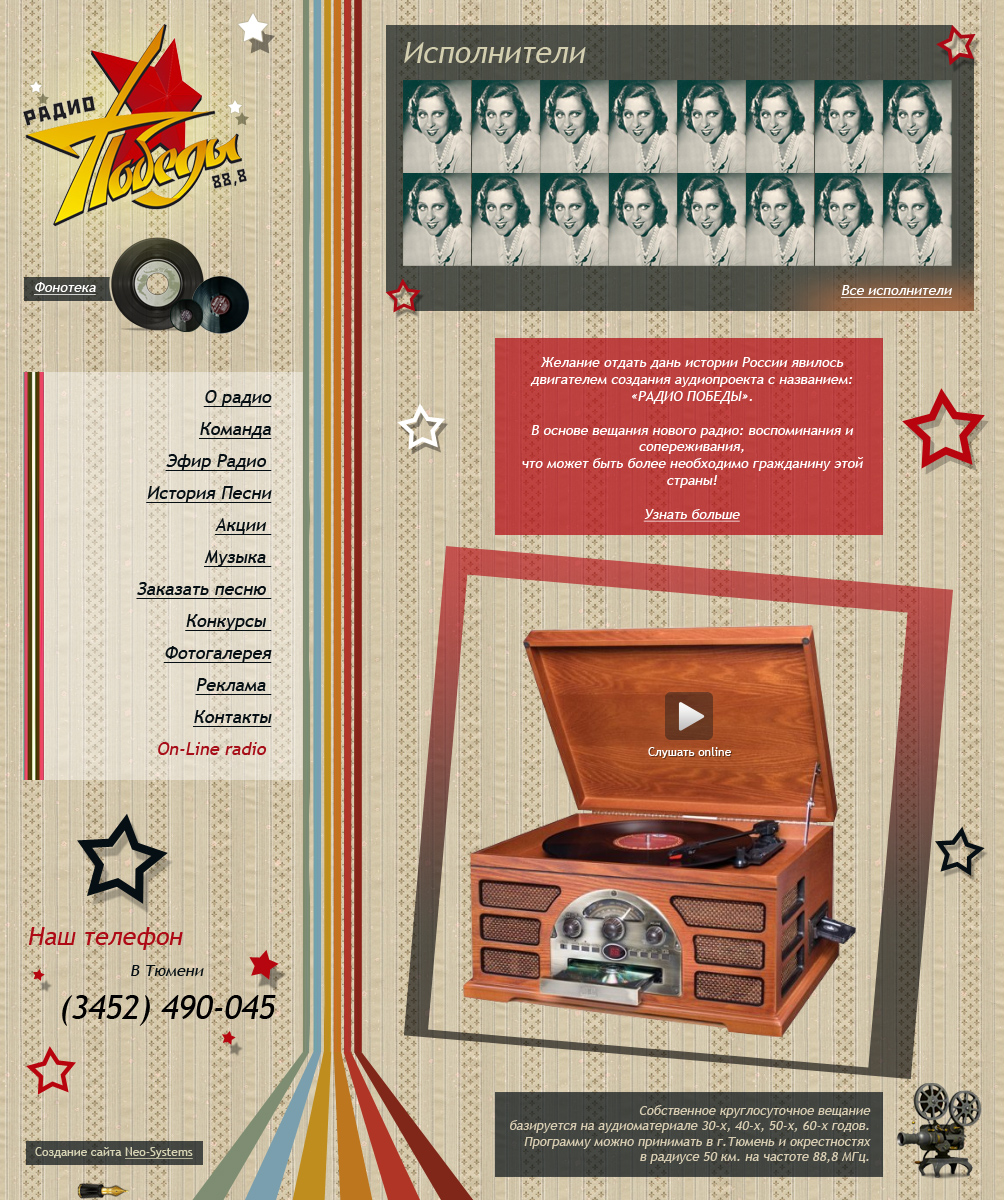 РАДИО
Победы
88,8
Фонотека
О радио
Команда
Эфир Радио
История Песни
Акции
Музыка
Заказать песню
Конкурсы
Фотогалерея
Реклама
Контакты
On-Line radio
Наш телефон
В Тюмени
(3452) 490-045
Создание сайта Neo-Systems
Исполнители
Все исполнители
Желание отдать дань истории России явилось
двигателем создания аудиопроекта с названием:
«РАДИО ПОБЕДЫ».
В основе вещания нового радио: воспоминания и
сопереживания,
что может быть более необходимо гражданину этой
страны!
Узнать больше
Слушать online
Собственное круглосуточное вещание
базируется на аудиоматериале 30-х, 40-х, 50-х, 60-х годов.
Программу можно принимать в г.Тюмень и окрестностях
в радиусе 50 км. на частоте 88,8 МГц.